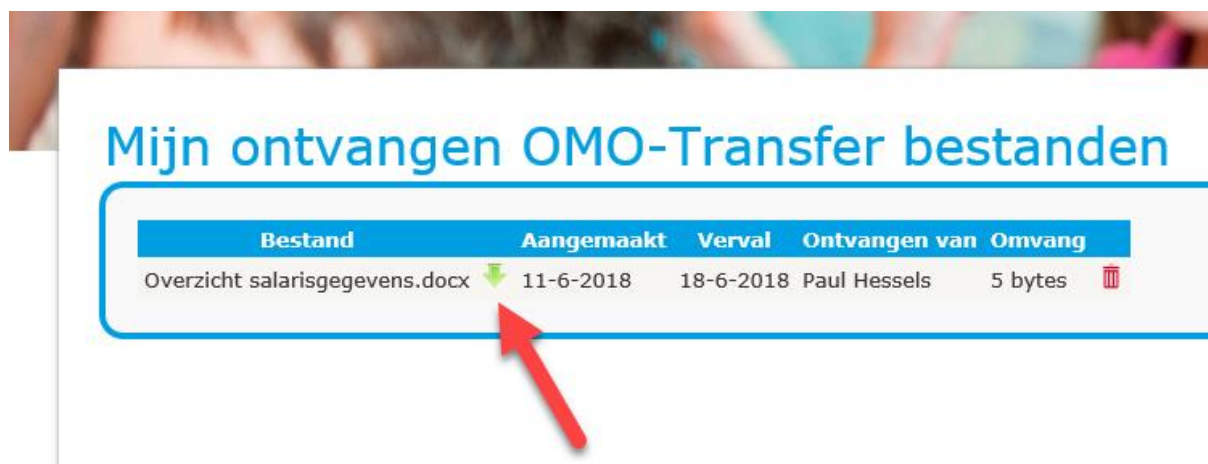 Mijn ontvangen OMO-Transfer bestanden
Bestand Aangemaakt Verval Ontvangen van Omvang
Overzicht salarisgegevens.docx 11-6-2018 18-6-2018 Paul Hessels 5 bytes